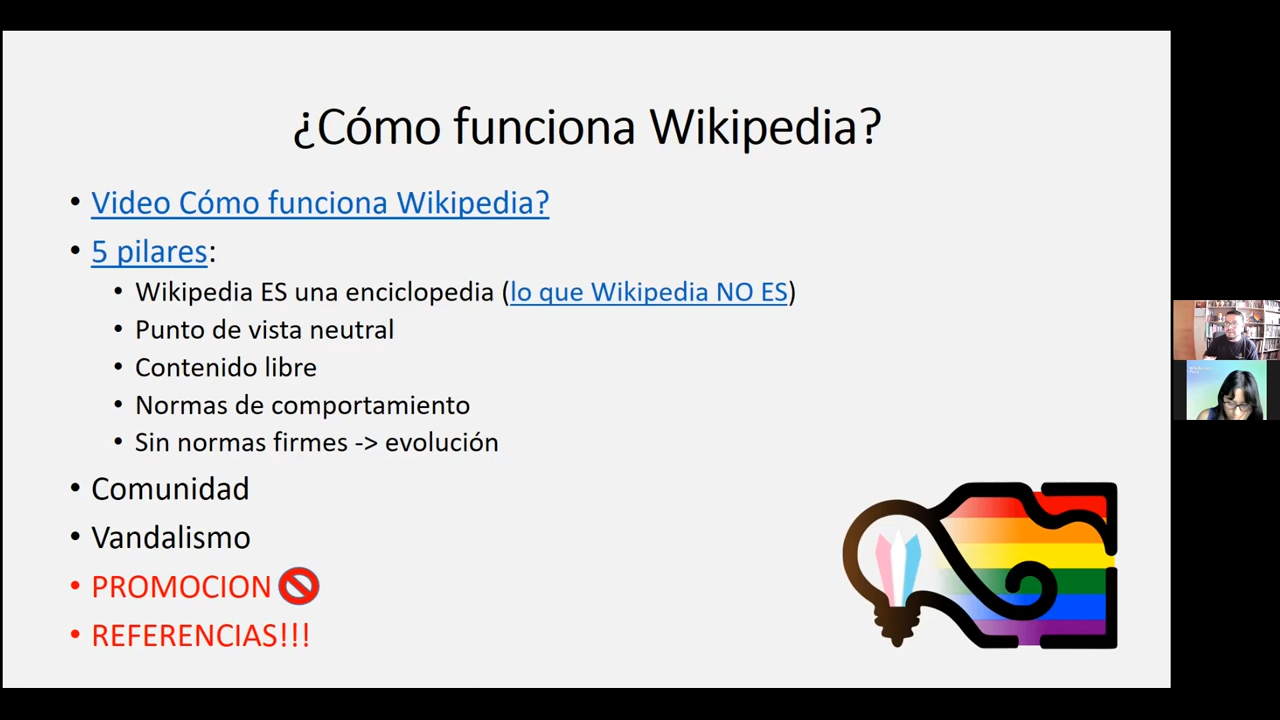 ¿Cómo funciona Wikipedia?
• Video Cómo funciona Wikipedia?
• 5 pilares:
• Wikipedia ES una enciclopedia (lo que Wikipedia NO ES)
• Punto de vista neutral
• Contenido libre
• Normas de comportamiento
• Sin normas firmes -> evolución
• Comunidad
• Vandalismo
• PROMOCION
• REFERENCIAS!!!